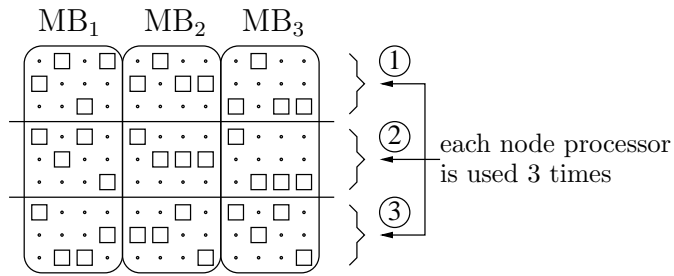 MB₁ MB₂ MB₃
1
2
each node processor
is used 3 times
3